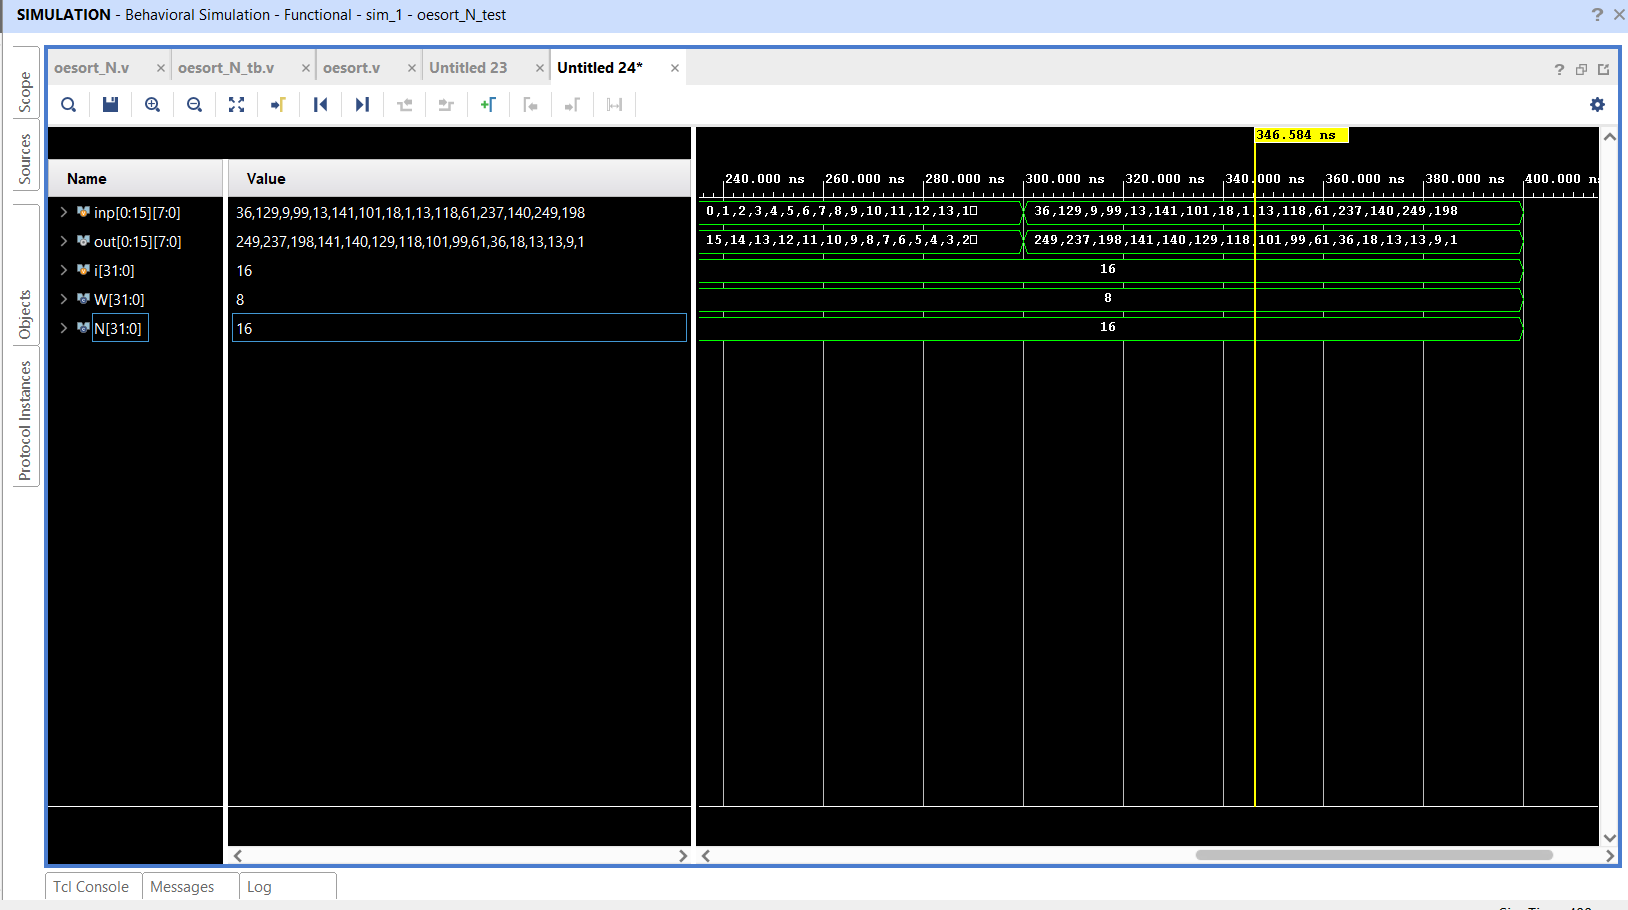 SIMULATION - Behavioral Simulation - Functional - sim_1 - oesort_N_test
Scope
Sources
Objects
Protocol Instances
oesort_N.v
oesort_N_tb.v
oesort.v
Untitled 23
Untitled 24*
346.584 ns
240.000 ns 260.000 ns 280.000 ns 300.000 ns 320.000 ns 340.000 ns 360.000 ns 380.000 ns 400.000
Name Value
inp[0:15][7:0] 36,129,9,99,13,141,101,18,1,13,118,61,237,140,249,198 0,1,2,3,4,5,6,7,8,9,10,11,12,13,1 36,129,9,99,13,141,101,18,1,13,118,61,237,140,249,198
out[0:15][7:0] 249,237,198,141,140,129,118,101,99,61,36,18,13,13,9,1 15,14,13,12,11,10,9,8,7,6,5,4,3,2 249,237,198,141,140,129,118,101,99,61,36,18,13,13,9,1
i[31:0] 16 16
W[31:0] 8 8
N[31:0] 16 16
Tcl Console Messages Log